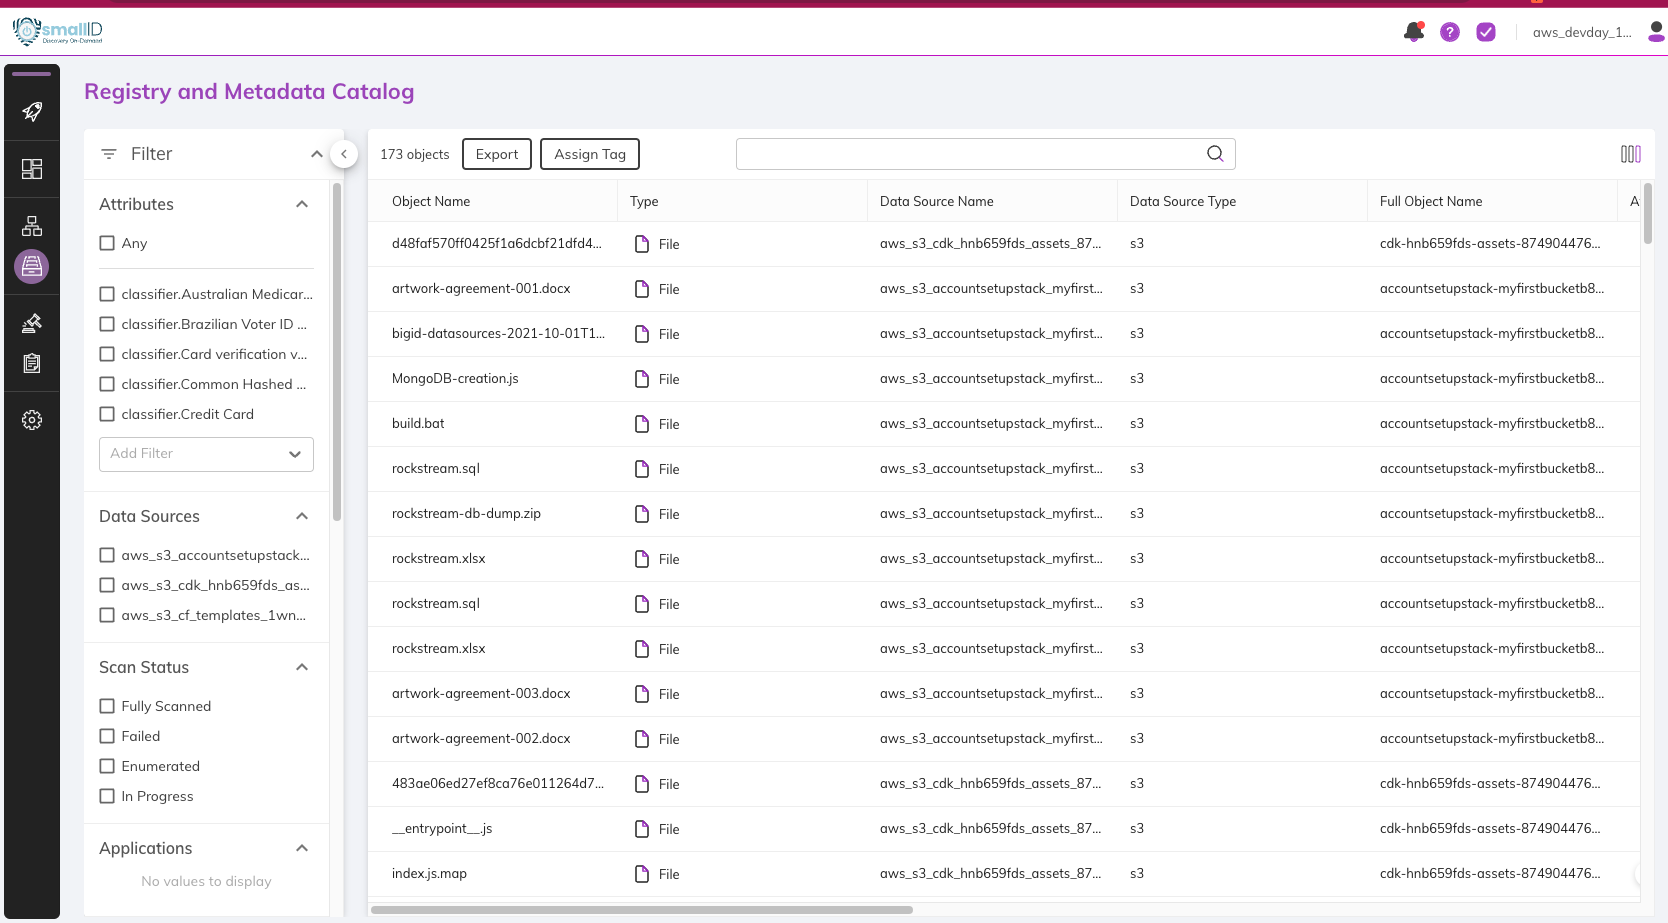 smallID
Discovery On-Demand
? aws_devday_1...
Registry and Metadata Catalog
Filter
173 objects Export Assign Tag
Attributes
Any
classifier.Australian Medicar...
classifier.Brazilian Voter ID ...
classifier.Card verification v...
classifier.Common Hashed ...
classifier.Credit Card
Add Filter
Data Sources
aws_s3_accountsetupstack...
aws_s3_cdk_hnb659fds_as...
aws_s3_cf_templates_1wn...
Scan Status
Fully Scanned
Failed
Enumerated
In Progress
Applications
No values to display
Object Name Type Data Source Name Data Source Type Full Object Name A
d48faf570ff0425f1a6dcbf21dfd4... File aws_s3_cdk_hnb659fds_assets_87... s3 cdk-hnb659fds-assets-874904476...
artwork-agreement-001.docx File aws_s3_accountsetupstack_myfirst... s3 accountsetupstack-myfirstbucketb8...
bigid-datasources-2021-10-01T1... File aws_s3_accountsetupstack_myfirst... s3 accountsetupstack-myfirstbucketb8...
MongoDB-creation.js File aws_s3_accountsetupstack_myfirst... s3 accountsetupstack-myfirstbucketb8...
build.bat File aws_s3_accountsetupstack_myfirst... s3 accountsetupstack-myfirstbucketb8...
rockstream.sql File aws_s3_accountsetupstack_myfirst... s3 accountsetupstack-myfirstbucketb8...
rockstream-db-dump.zip File aws_s3_accountsetupstack_myfirst... s3 accountsetupstack-myfirstbucketb8...
rockstream.xlsx File aws_s3_accountsetupstack_myfirst... s3 accountsetupstack-myfirstbucketb8...
rockstream.sql File aws_s3_accountsetupstack_myfirst... s3 accountsetupstack-myfirstbucketb8...
rockstream.xlsx File aws_s3_accountsetupstack_myfirst... s3 accountsetupstack-myfirstbucketb8...
artwork-agreement-003.docx File aws_s3_accountsetupstack_myfirst... s3 accountsetupstack-myfirstbucketb8...
artwork-agreement-002.docx File aws_s3_accountsetupstack_myfirst... s3 accountsetupstack-myfirstbucketb8...
483ae06ed27ef8ca76e011264d7... File aws_s3_cdk_hnb659fds_assets_87... s3 cdk-hnb659fds-assets-874904476...
__entrypoint__.js File aws_s3_cdk_hnb659fds_assets_87... s3 cdk-hnb659fds-assets-874904476...
index.js.map File aws_s3_cdk_hnb659fds_assets_87... s3 cdk-hnb659fds-assets-874904476...